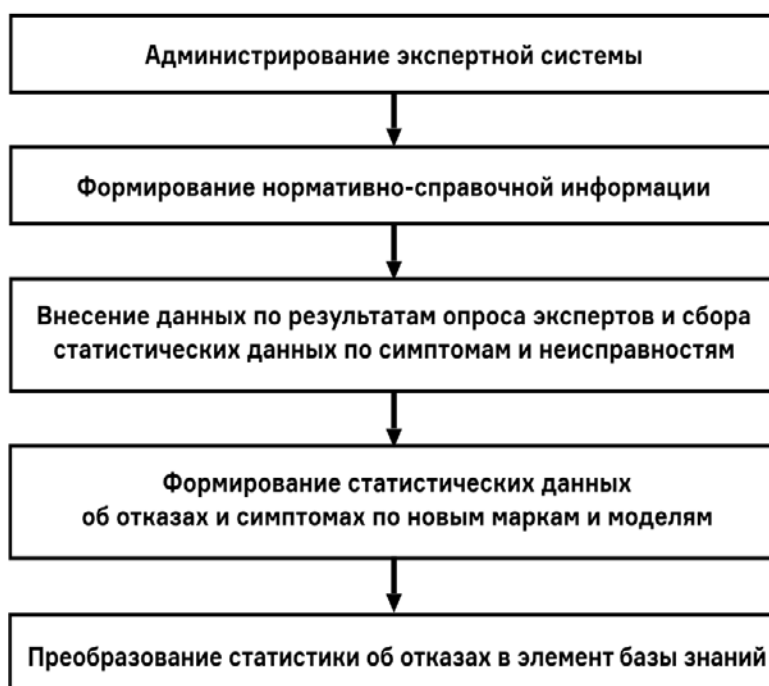 Администрирование экспертной системы
Формирование нормативно-справочной информации
Внесение данных по результатам опроса экспертов и сбора
статистических данных по симптомам и неисправностям
Формирование статистических данных
об отказах и симптомах по новым маркам и моделям
Преобразование статистики об отказах в элемент базы знаний